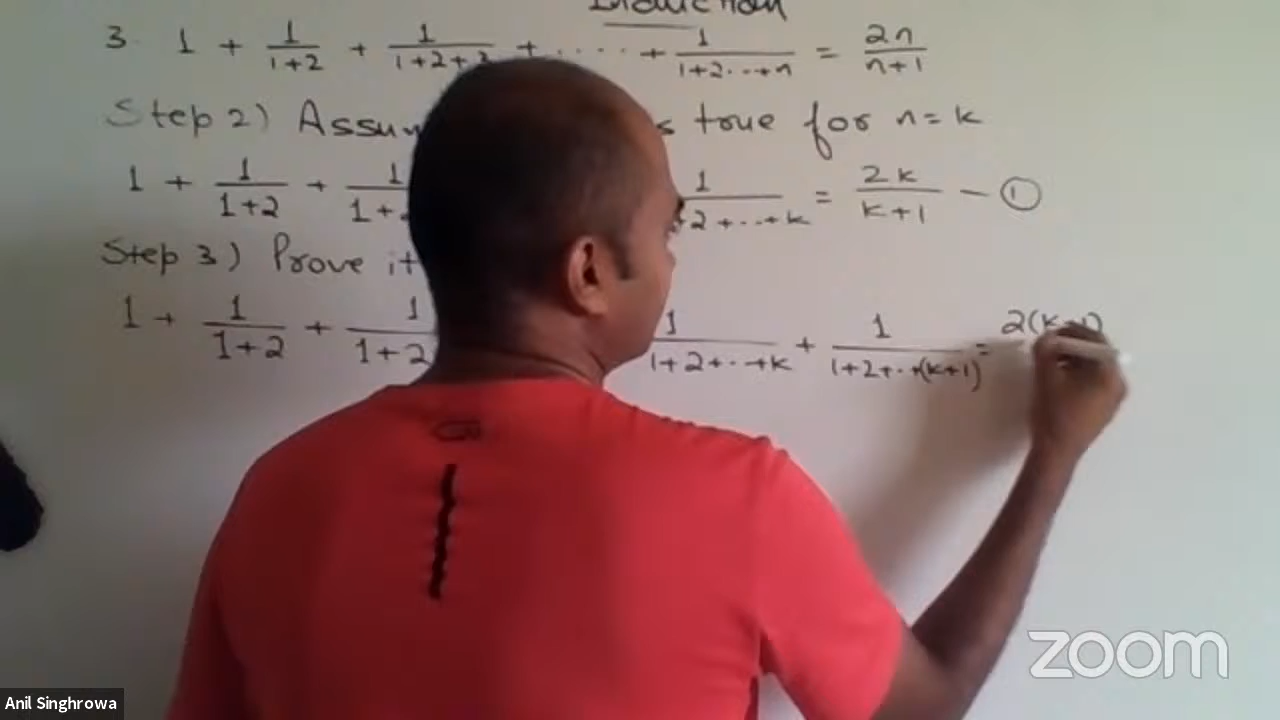 Induction
3. 1 + 1/(1+2) + 1/(1+2+3) + ..... + 1/(1+2...+n) = 2n/(n+1)
Step 2) Assum s true for n = k
1 + 1/(1+2) + 1/(1+2 1/(+2+...+k) = 2k/(k+1) — ①
Step 3) Prove it
1 + 1/(1+2) + 1/(1+2 1/(1+2+...+k) + 1/(1+2+..+(k+1)) = 2(k+1)
zoom
Anil Singhrowa